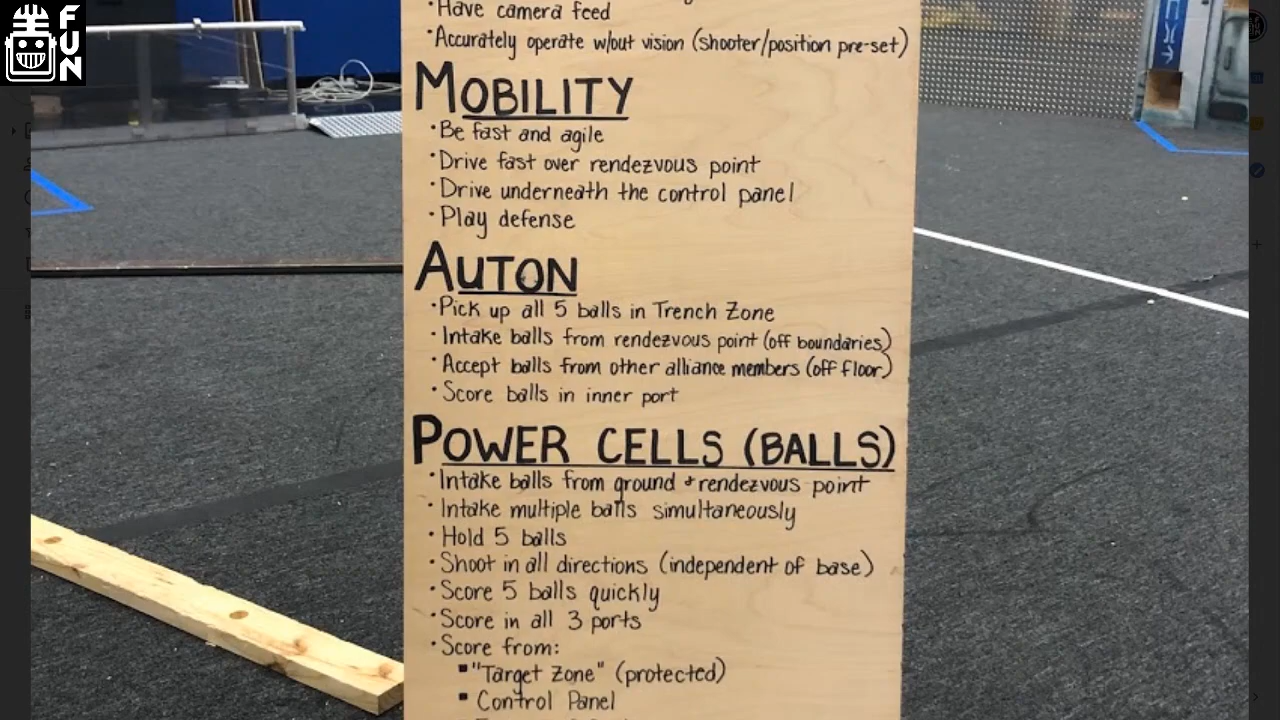 FUN
• Have camera feed
• Accurately operate w/out vision (shooter/position pre-set)
MOBILITY
• Be fast and agile
• Drive fast over rendezvous point
• Drive underneath the control panel
• Play defense
AUTON
• Pick up all 5 balls in Trench Zone
• Intake balls from rendezvous point (off boundaries)
• Accept balls from other alliance members (off floor)
• Score balls in inner port
POWER CELLS (BALLS)
• Intake balls from ground + rendezvous point
• Intake multiple balls simultaneously
• Hold 5 balls
• Shoot in all directions (independent of base)
• Score 5 balls quickly
• Score in all 3 ports
• Score from:
▪ "Target Zone" (protected)
▪ Control Panel